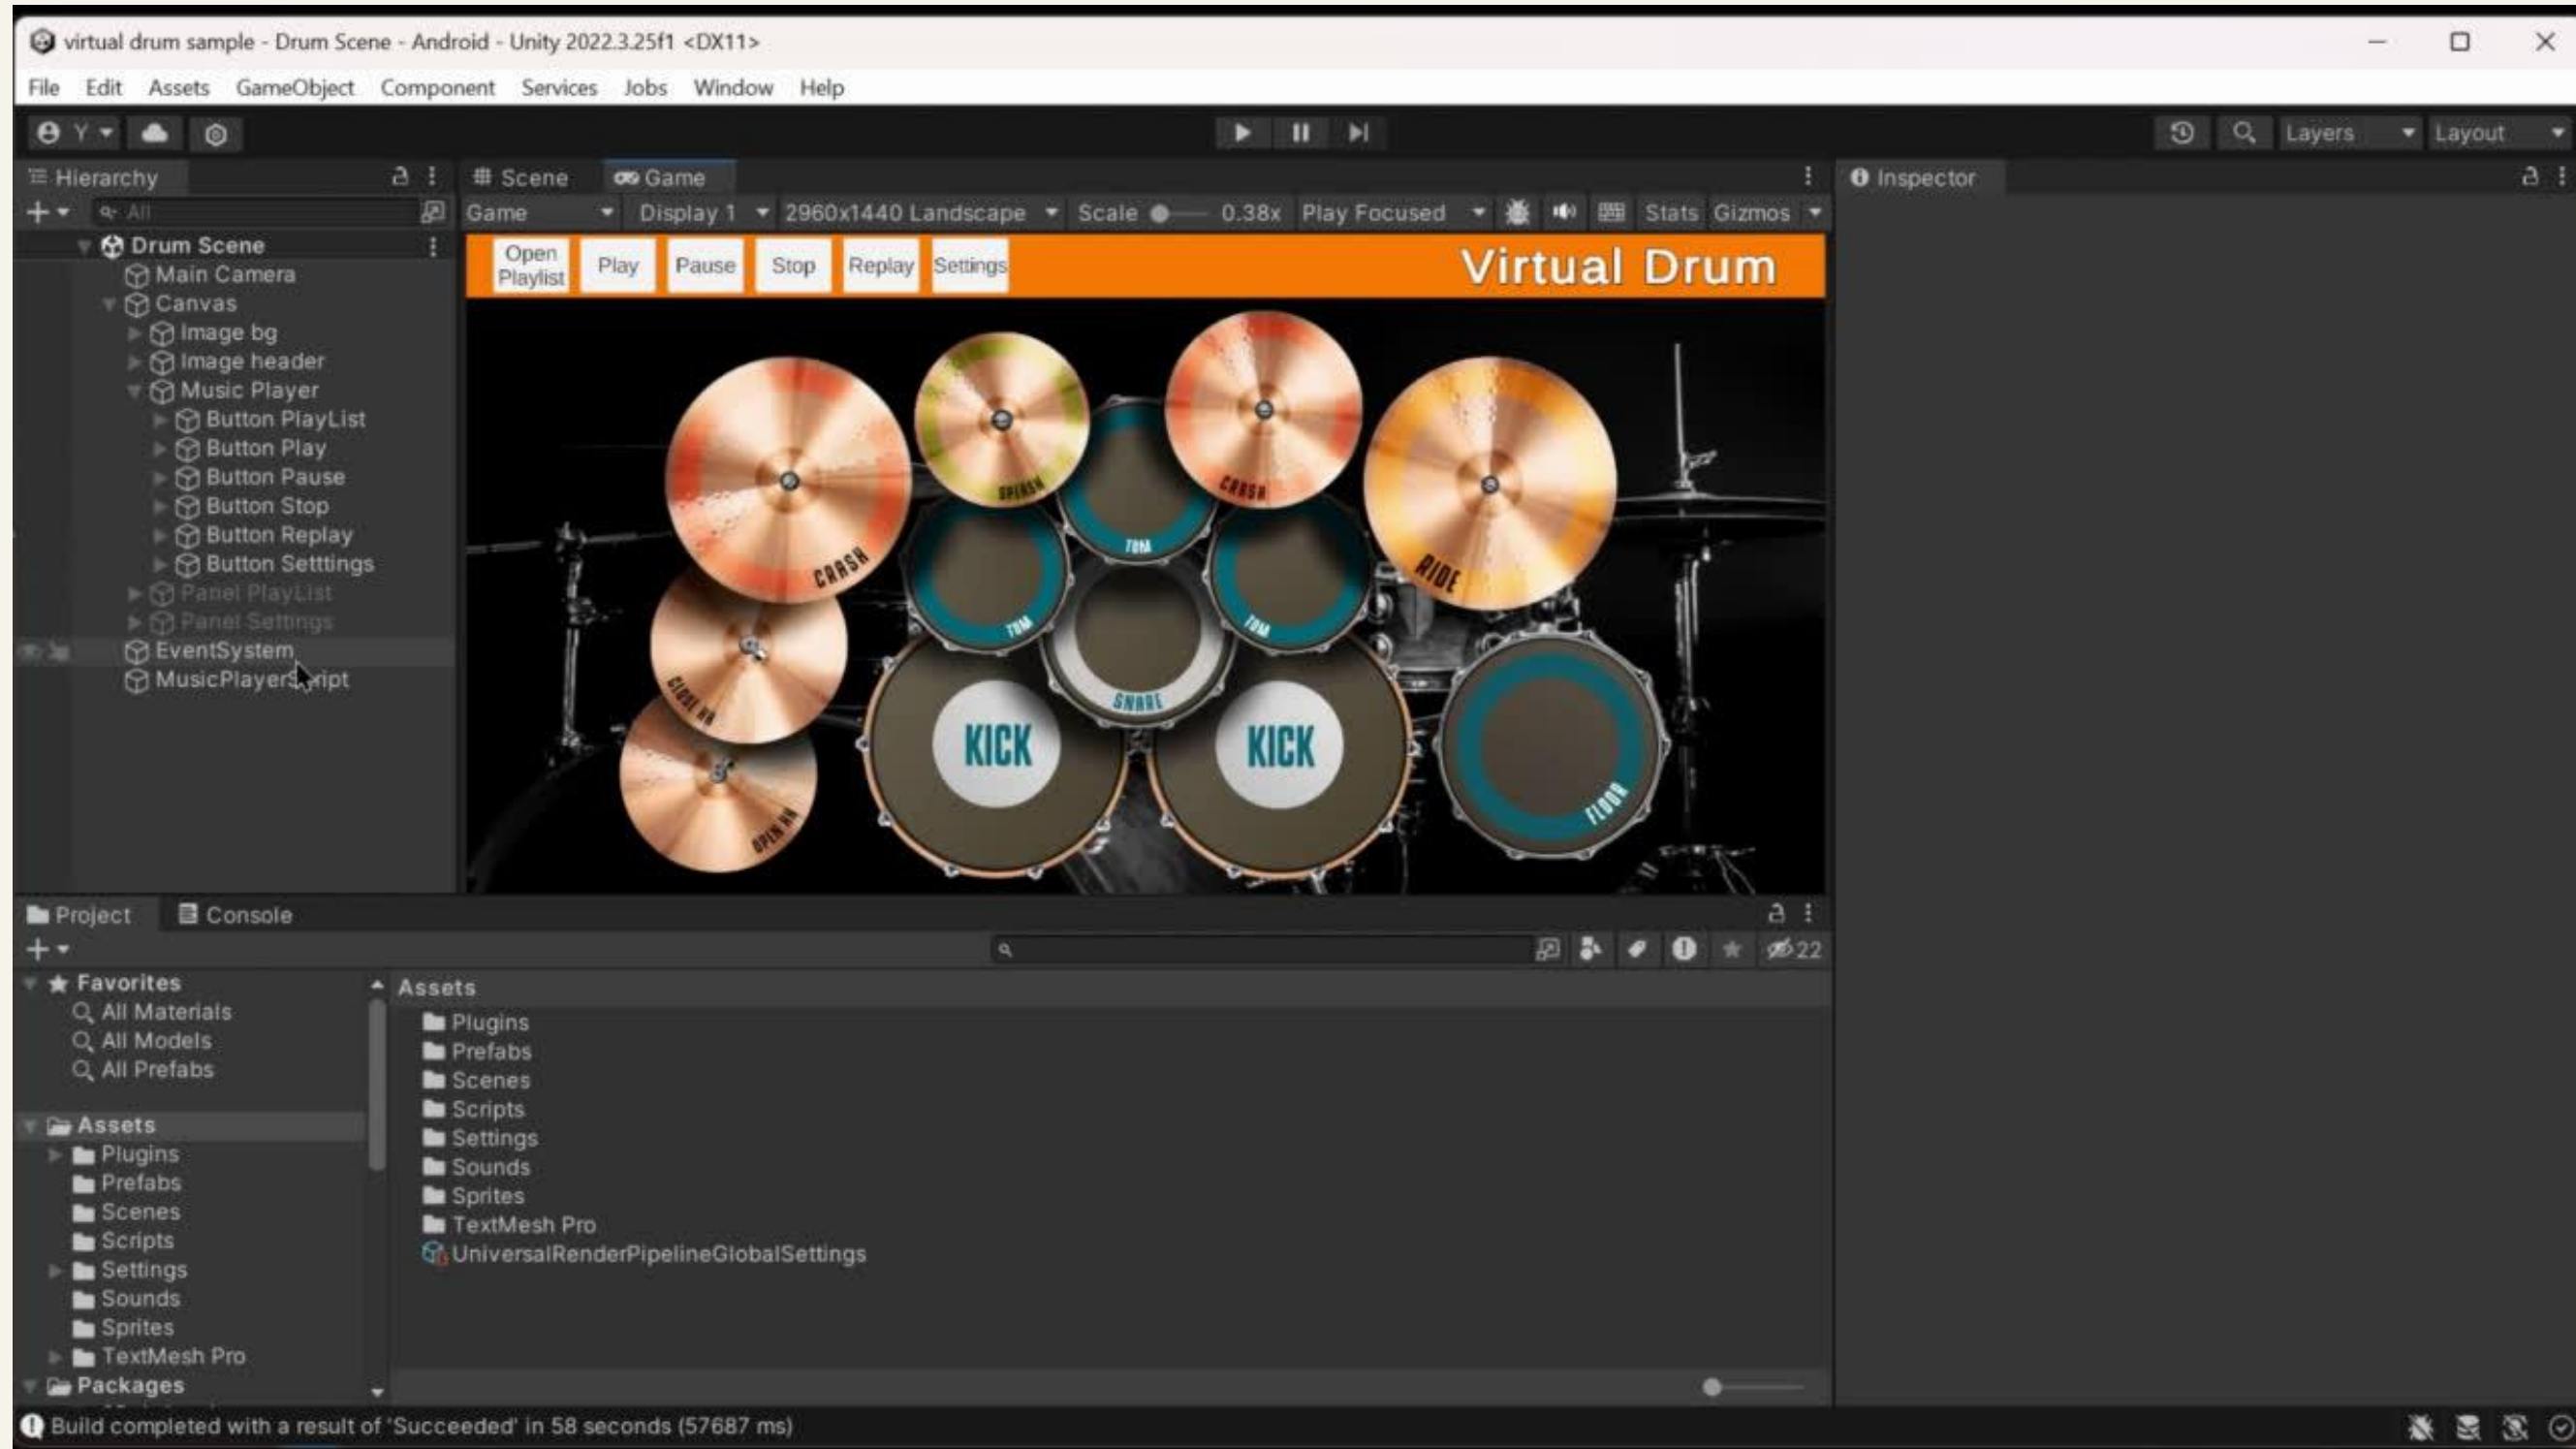 virtual drum sample - Drum Scene - Android - Unity 2022.3.25f1 <DX11>
File Edit Assets GameObject Component Services Jobs Window Help
Y Layers Layout
Hierarchy
All
Drum Scene
Main Camera
Canvas
Image bg
Image header
Music Player
Button PlayList
Button Play
Button Pause
Button Stop
Button Replay
Button Setttings
Panel PlayList
Panel Settings
EventSystem
MusicPlayerScript
Scene Game
Game Display 1 2960x1440 Landscape Scale 0.38x Play Focused Stats Gizmos
Open
Playlist
Play
Pause
Stop
Replay
Settings
Virtual Drum
CRASH
SPLASH
CRASH
RIDE
TOM
TOM
TOM
SNARE
CLOSE HH
OPEN HH
KICK
KICK
FLOOR
Inspector
Project Console
22
Favorites
All Materials
All Models
All Prefabs
Assets
Plugins
Prefabs
Scenes
Scripts
Settings
Sounds
Sprites
TextMesh Pro
Packages
Assets
Plugins
Prefabs
Scenes
Scripts
Settings
Sounds
Sprites
TextMesh Pro
UniversalRenderPipelineGlobalSettings
Build completed with a result of 'Succeeded' in 58 seconds (57687 ms)